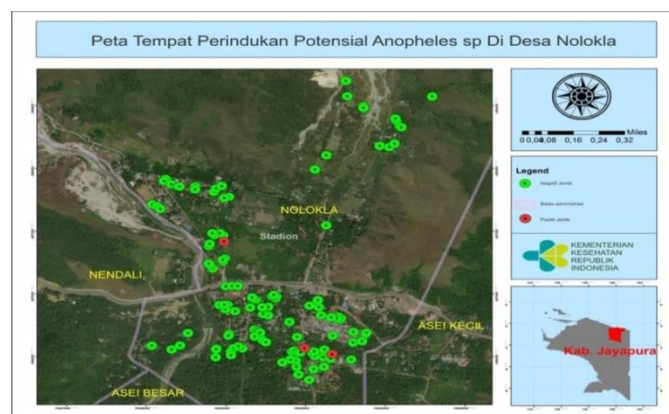 Peta Tempat Perindukan Potensial Anopheles sp Di Desa Nolokla
NOLOKLA
Stadion
NENDALI,
ASEI KECIL
ASEI BESAR
Miles
0 0,04 0,08 0,16 0,24 0,32
Legend
Negatif Jentik
Batas administrasi
Positif Jentik
KEMENTERIAN
KESEHATAN
REPUBLIK
INDONESIA
Kab. Jayapura